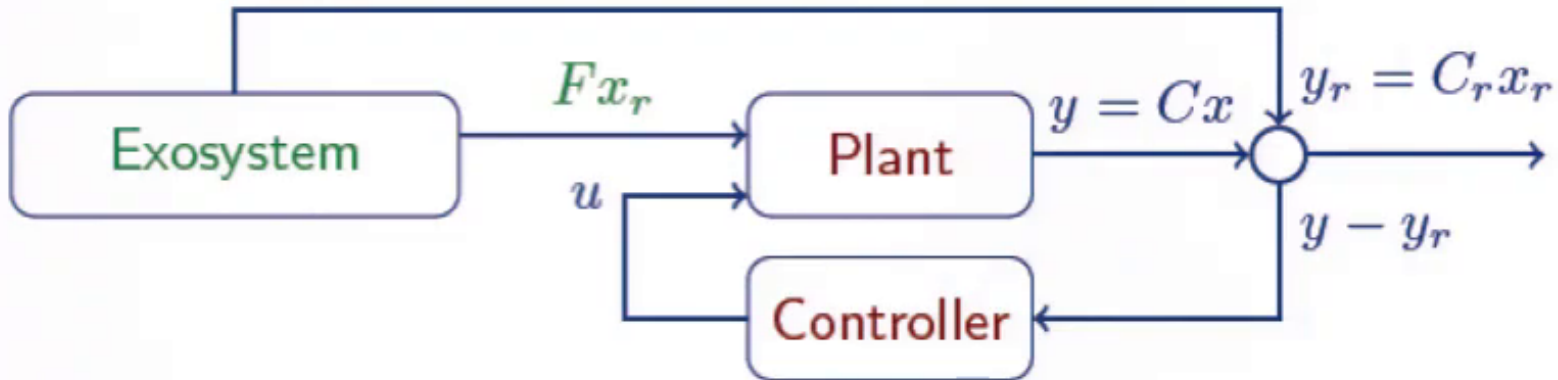 Fx_r
y = Cx
y_r = C_r x_r
Exosystem
Plant
u
y − y_r
Controller